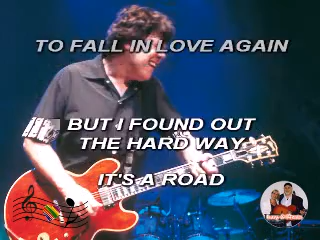 TO FALL IN LOVE AGAIN
BUT I FOUND OUT
THE HARD WAY
IT'S A ROAD